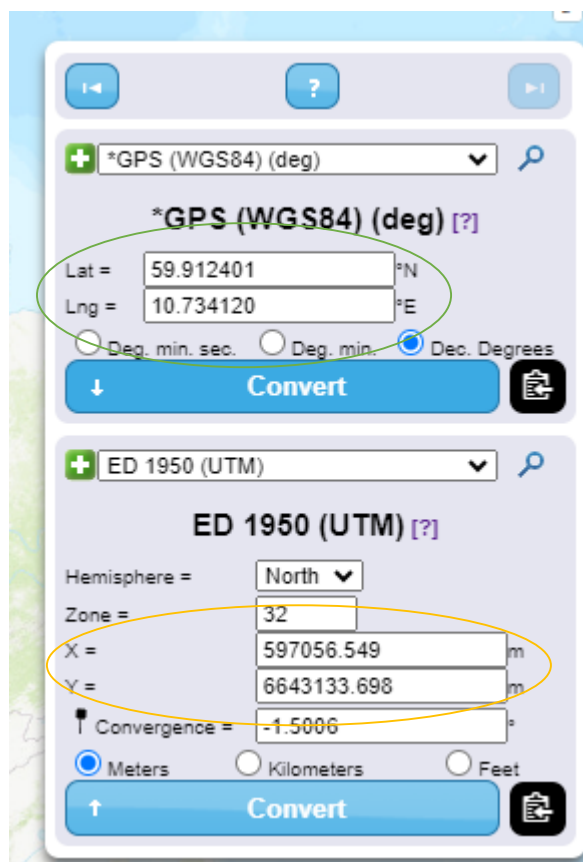 ?
*GPS (WGS84) (deg)
*GPS (WGS84) (deg) [?]
Lat = 59.912401 °N
Lng = 10.734120 °E
Deg. min. sec. Deg. min. Dec. Degrees
Convert
ED 1950 (UTM)
ED 1950 (UTM) [?]
Hemisphere = North
Zone = 32
X = 597056.549 m
Y = 6643133.698 m
Convergence = -1.5006 °
Meters Kilometers Feet
Convert